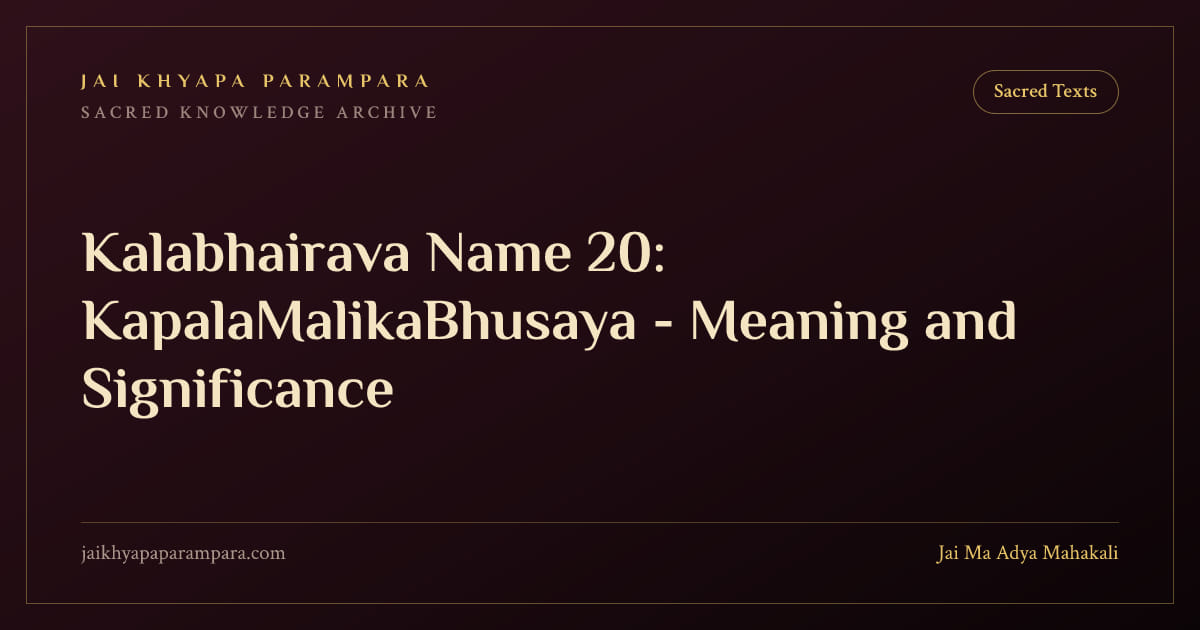 JAI KHYAPA PARAMPARA
SACRED KNOWLEDGE ARCHIVE
Sacred Texts
Kalabhairava Name 20:
KapalaMalikaBhusaya - Meaning and
Significance
jaikhyapaparampara.com
Jai Ma Adya Mahakali